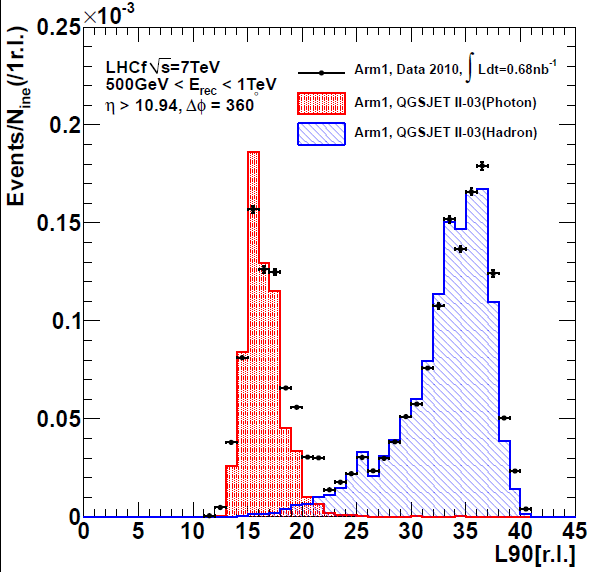 ×10⁻³
0.25
0.2
0.15
0.1
0.05
0
Events/N_ine(/1r.l.)
LHCf √s=7TeV
500GeV < E_rec < 1TeV
η > 10.94, Δϕ = 360°
Arm1, Data 2010, ∫ Ldt=0.68nb⁻¹
Arm1, QGSJET II-03(Photon)
Arm1, QGSJET II-03(Hadron)
0 5 10 15 20 25 30 35 40 45
L90[r.l.]